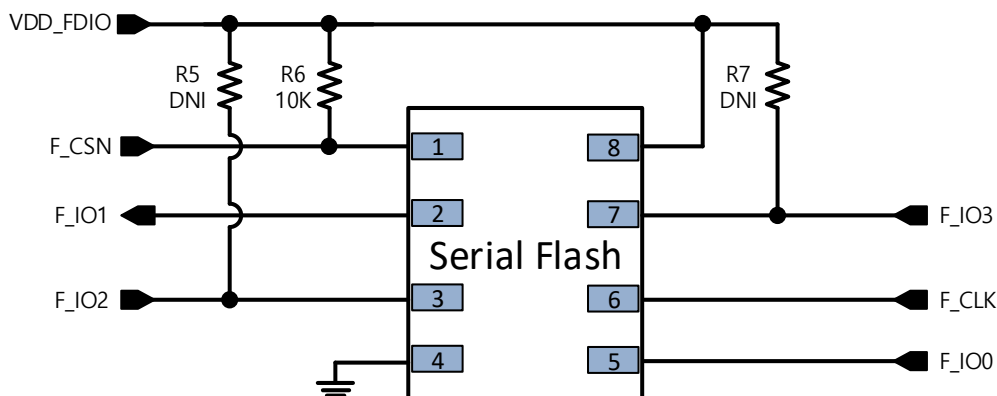 VDD_FDIO
R5
DNI
R6
10K
R7
DNI
F_CSN
1
8
F_IO1
2
7
F_IO3
Serial Flash
F_IO2
3
6
F_CLK
4
5
F_IO0